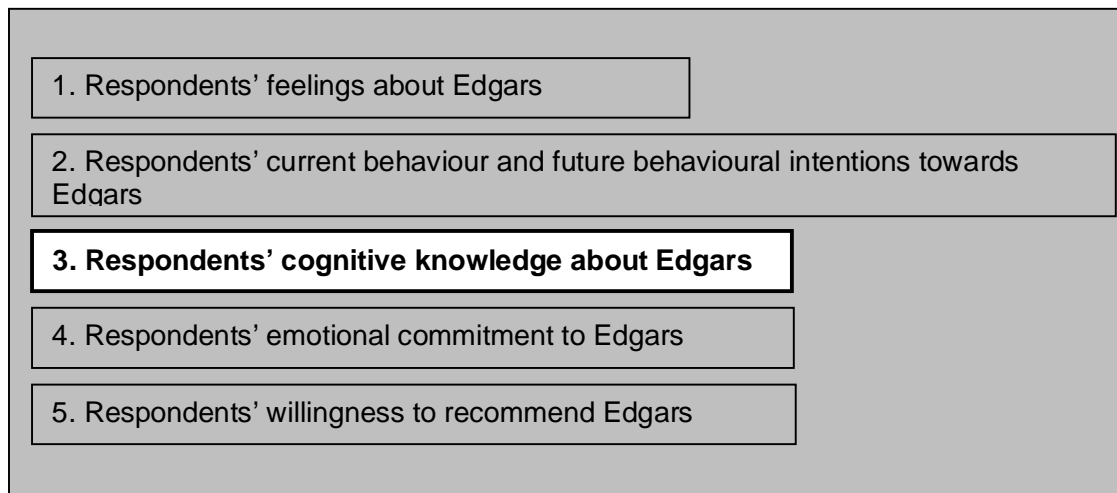 1. Respondents’ feelings about Edgars
2. Respondents’ current behaviour and future behavioural intentions towards
Edgars
3. Respondents’ cognitive knowledge about Edgars
4. Respondents’ emotional commitment to Edgars
5. Respondents’ willingness to recommend Edgars